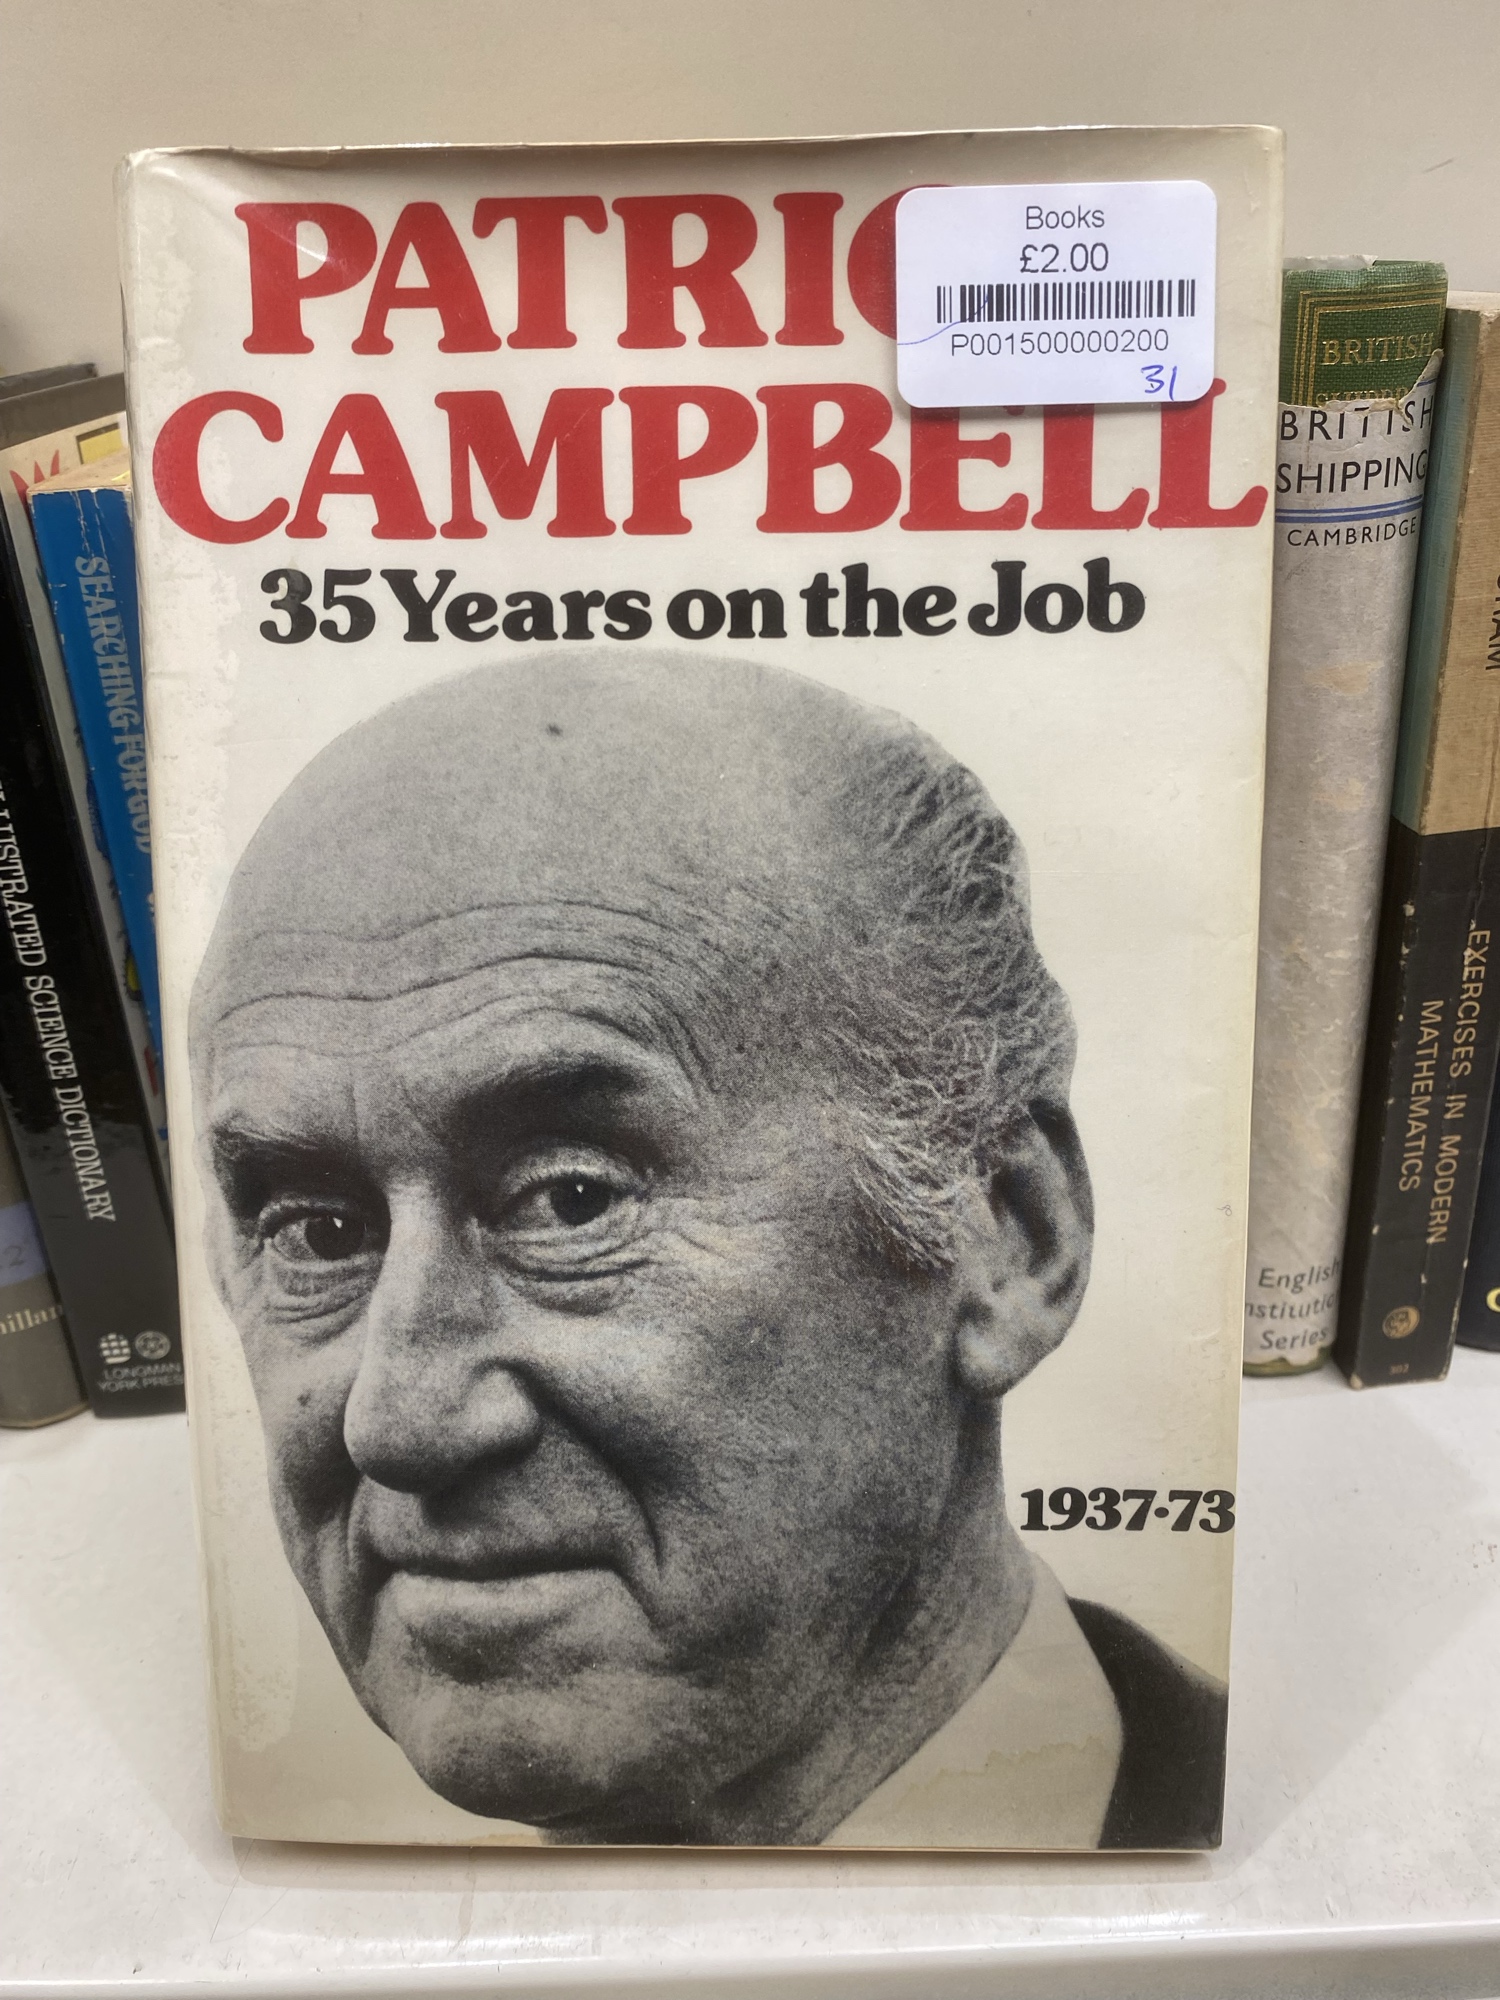 PATRIC
CAMPBELL
35 Years on the Job
1937-73
Books
£2.00
P001500000200
31
SEARCHING FOR GOD
ILLUSTRATED SCIENCE DICTIONARY
LONGMAN
YORK PRESS
BRITISH
BRITISH
SHIPPING
CAMBRIDGE
English
Institutio
Series
EXERCISES IN MODERN
MATHEMATICS